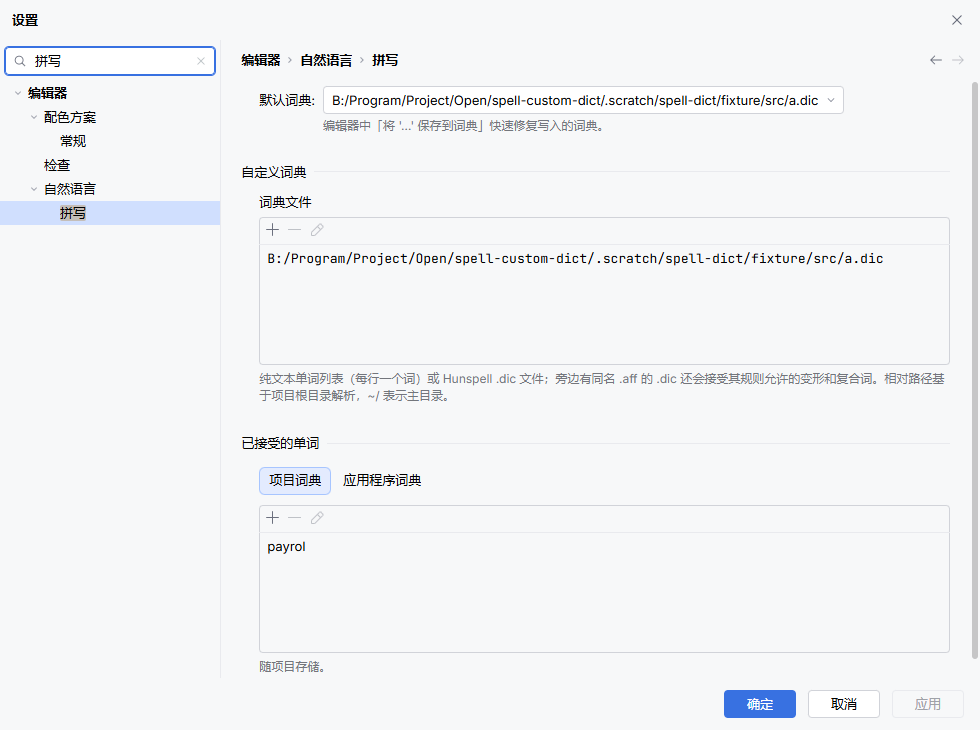 设置
拼写
编辑器
配色方案
常规
检查
自然语言
拼写
编辑器 › 自然语言 › 拼写
默认词典: B:/Program/Project/Open/spell-custom-dict/.scratch/spell-dict/fixture/src/a.dic
编辑器中「将 '...' 保存到词典」快速修复写入的词典。
自定义词典
词典文件
B:/Program/Project/Open/spell-custom-dict/.scratch/spell-dict/fixture/src/a.dic
纯文本单词列表（每行一个词）或 Hunspell .dic 文件；旁边有同名 .aff 的 .dic 还会接受其规则允许的变形和复合词。相对路径基
于项目根目录解析，~/ 表示主目录。
已接受的单词
项目词典 应用程序词典
payrol
随项目存储。
确定 取消 应用